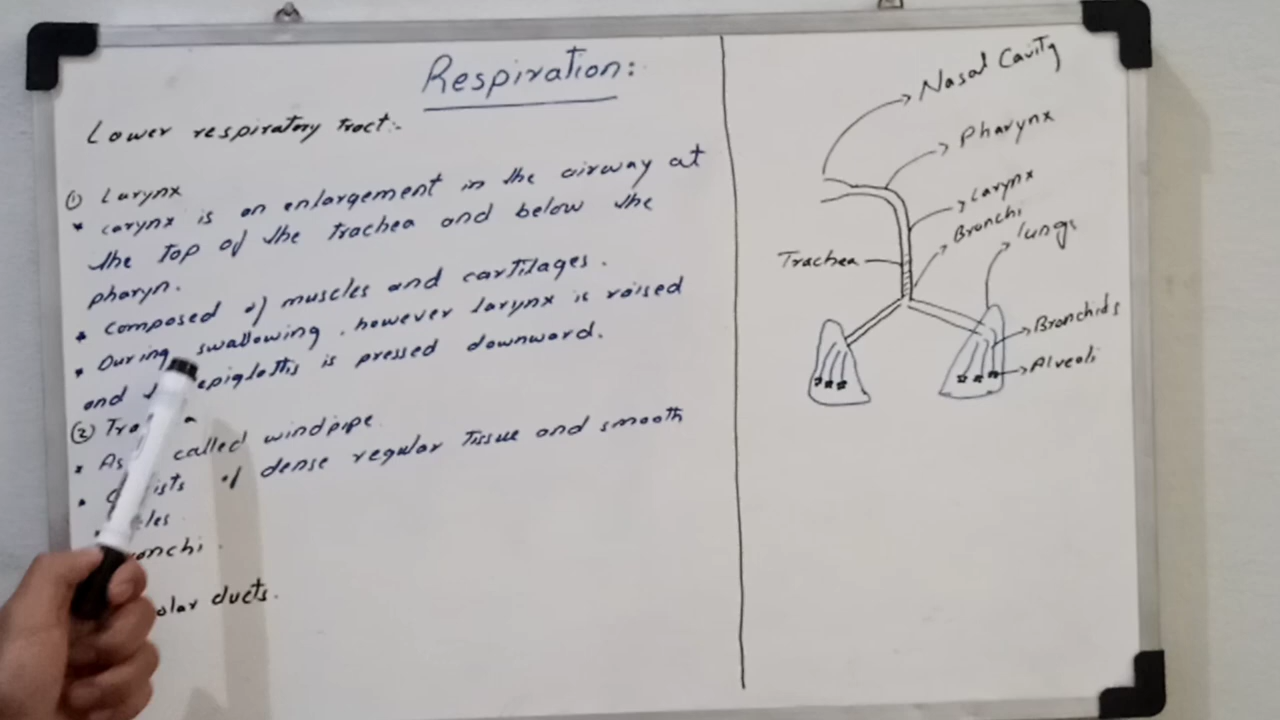 Respiration:
Lower respiratory tract:-
① Larynx
* Larynx is an enlargement in the airway at
the top of the trachea and below the
pharyn.
* Composed of muscles and cartilages.
* During swallowing, however larynx is raised
and epiglottis is pressed downward.
②
* called windpipe.
* of dense regular tissue and smooth
ducts.
Nasal Cavity
Pharynx
Larynx
Bronchi
lungs
Trachea
Bronchids
Alveoli